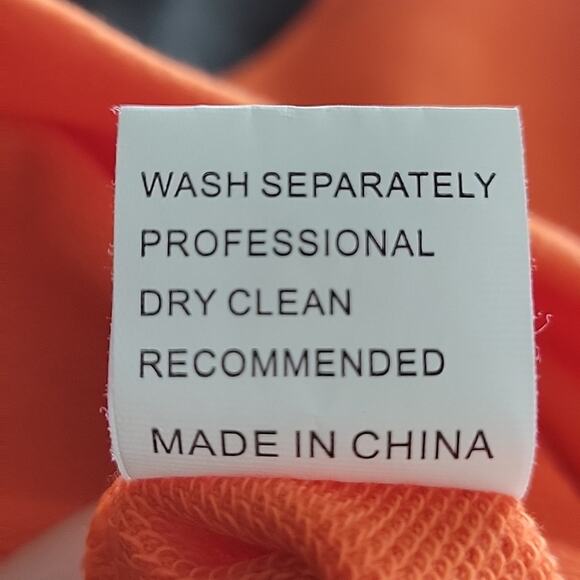 WASH SEPARATELY
PROFESSIONAL
DRY CLEAN
RECOMMENDED
MADE IN CHINA